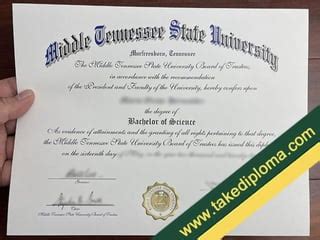 Middle Tennessee State University
Murfreesboro, Tennessee
The Middle Tennessee State University Board of Trustees,
in accordance with the recommendation
of the President and Faculty of the University, hereby confers upon
the degree of
Bachelor of Science
As evidence of attainments and the granting of all rights pertaining to that degree,
the Middle Tennessee State University Board of Trustees has issued this diploma
on the sixteenth day of
Middle Tennessee State University Board of Trustees
www.takediploma.com